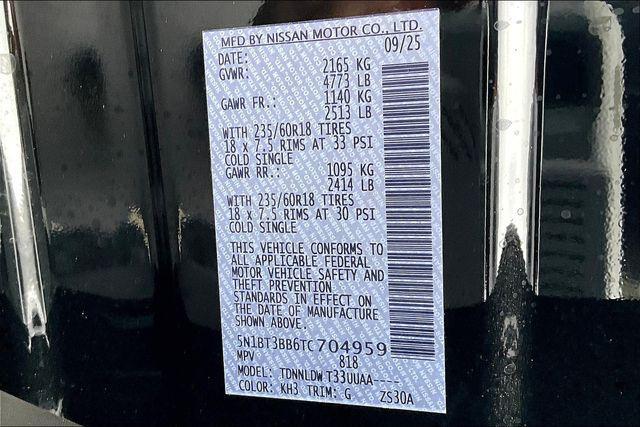 MFD BY NISSAN MOTOR CO., LTD.
DATE: 09/25
GVWR: 2165 KG
4773 LB
GAWR FR.: 1140 KG
2513 LB
WITH 235/60R18 TIRES
18 x 7.5 RIMS AT 33 PSI
COLD SINGLE
GAWR RR.: 1095 KG
2414 LB
WITH 235/60R18 TIRES
18 x 7.5 RIMS AT 30 PSI
COLD SINGLE
THIS VEHICLE CONFORMS TO
ALL APPLICABLE FEDERAL
MOTOR VEHICLE SAFETY AND
THEFT PREVENTION
STANDARDS IN EFFECT ON
THE DATE OF MANUFACTURE
SHOWN ABOVE.
5N1BT3BB6TC704959
MPV 818
MODEL: TDNNLDW T33UUAA----
COLOR: KH3 TRIM: G ZS30A